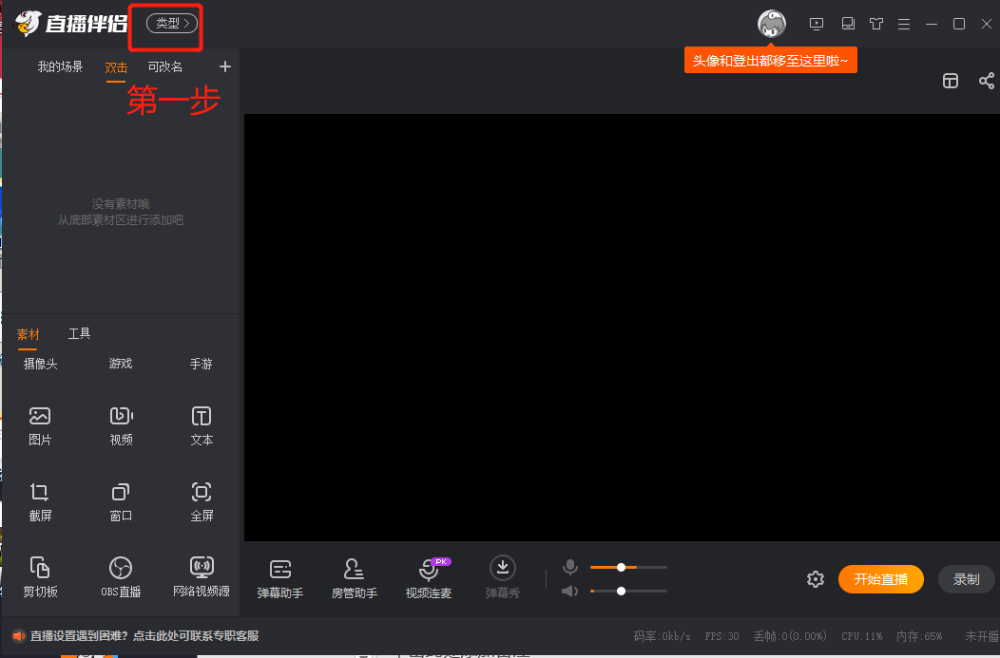 直播伴侣
类型 >
头像和登出都移至这里啦~
我的场景 双击 可改名 +
第一步
没有素材哦
从底部素材区进行添加吧
素材 工具
摄像头 游戏 手游
图片 视频 文本
截屏 窗口 全屏
剪切板 OBS直播 网络视频源
PK
弹幕助手 房管助手 视频连麦 弹幕秀
开始直播 录制
直播设置遇到困难? 点击此处可联系专职客服
码率:0kb/s FPS:30 丢帧:0(0.00%) CPU:11% 内存:65% 未开播